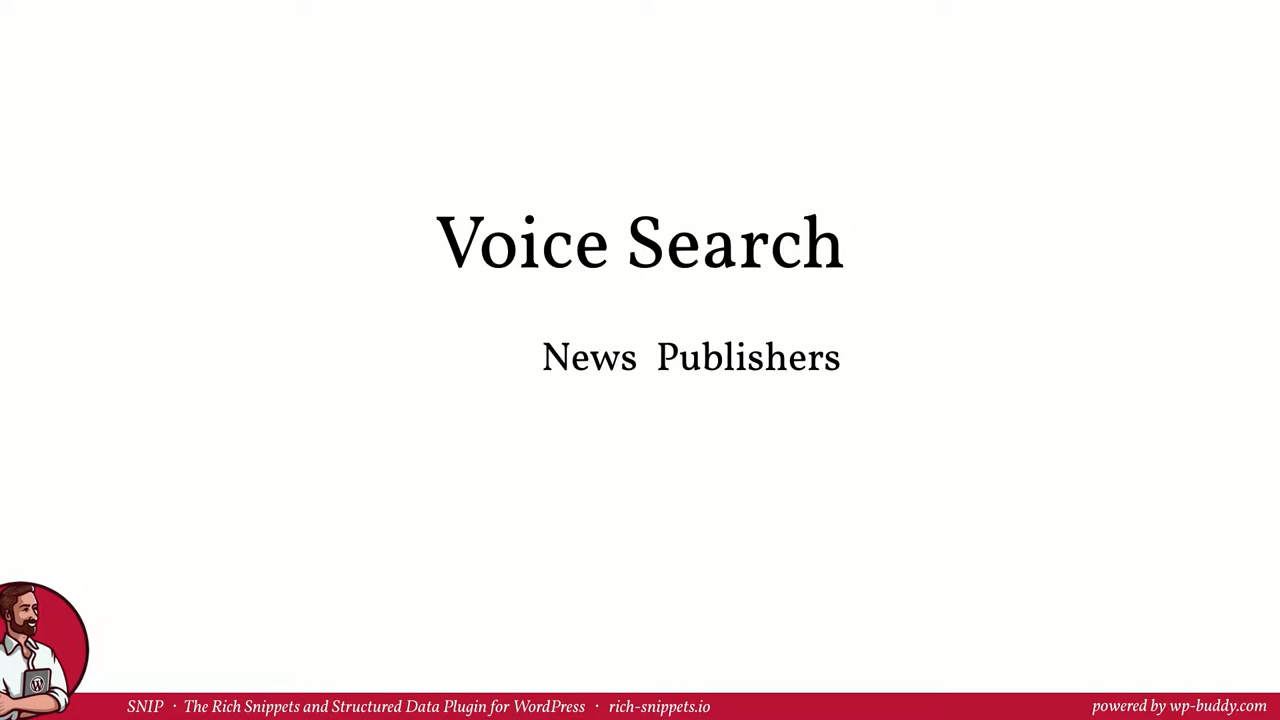 Voice Search
News Publishers
SNIP · The Rich Snippets and Structured Data Plugin for WordPress · rich-snippets.io
powered by wp-buddy.com